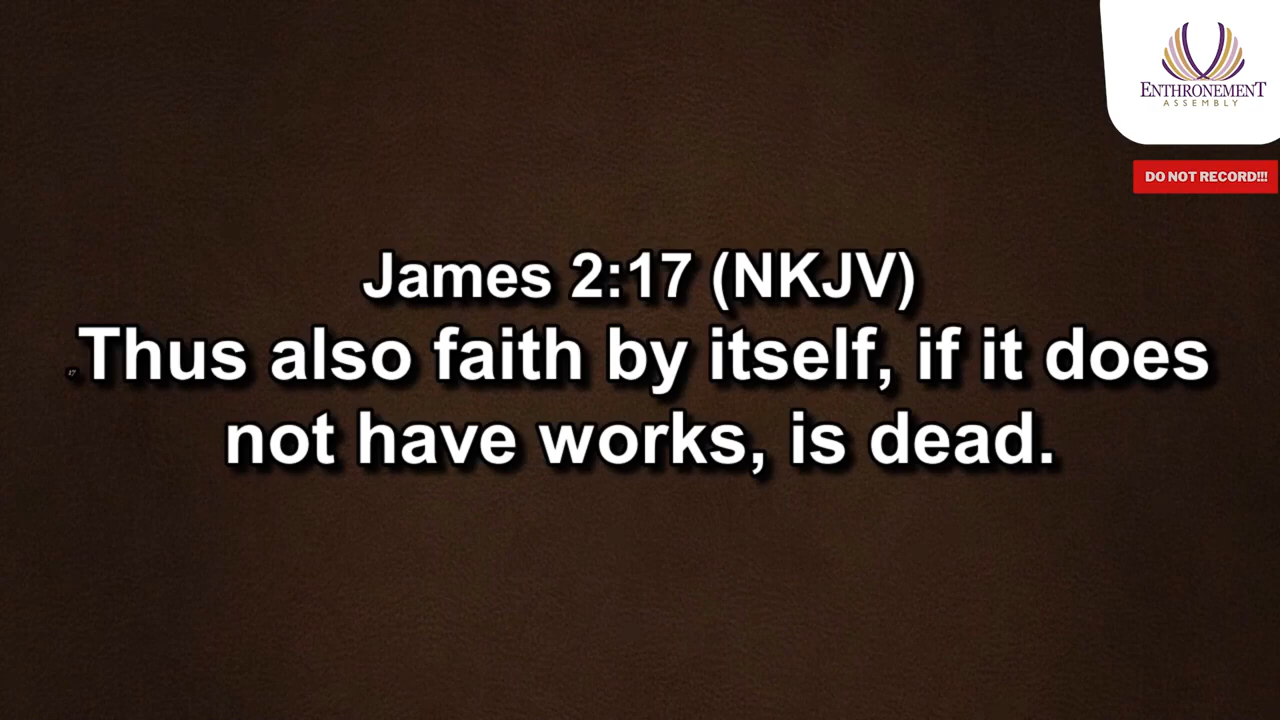 ENTHRONEMENT
ASSEMBLY
DO NOT RECORD!!!
James 2:17 (NKJV)
17 Thus also faith by itself, if it does
not have works, is dead.